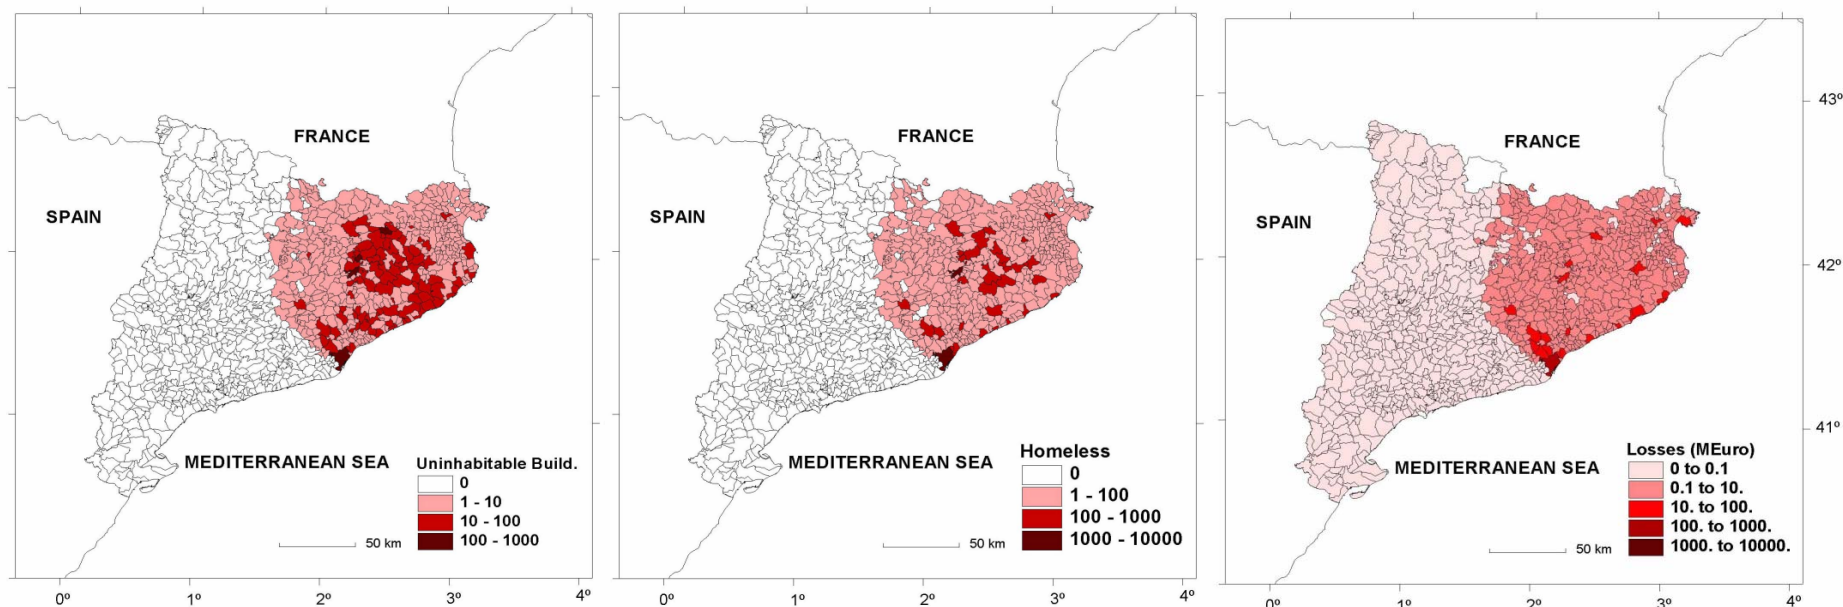 FRANCE
SPAIN
MEDITERRANEAN SEA
Uninhabitable Build.
0
1 - 10
10 - 100
100 - 1000
50 km
0º
1º
2º
3º
4º
FRANCE
SPAIN
MEDITERRANEAN SEA
Homeless
0
1 - 100
100 - 1000
1000 - 10000
50 km
0º
1º
2º
3º
4º
43º
FRANCE
SPAIN
42º
41º
MEDITERRANEAN SEA
Losses (MEuro)
0 to 0.1
0.1 to 10.
10. to 100.
100. to 1000.
1000. to 10000.
50 km
0º
1º
2º
3º
4º